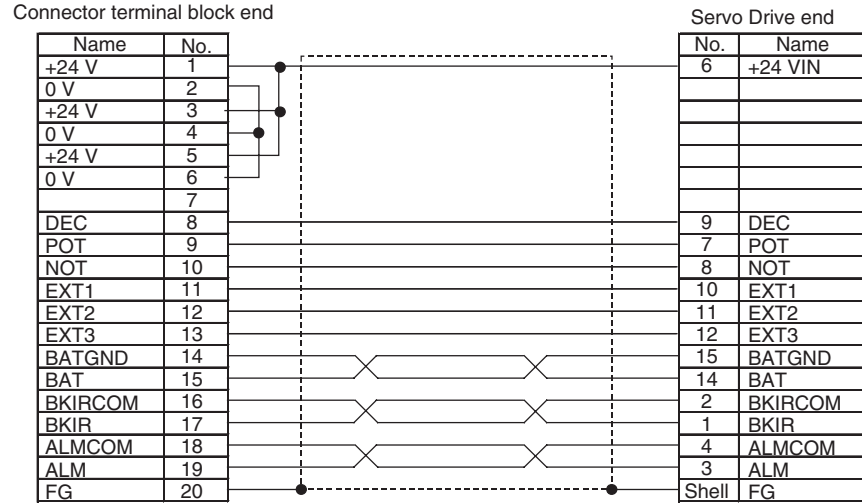 Connector terminal block end Servo Drive end
Name No. No. Name
+24 V 1 6 +24 VIN
0 V 2
+24 V 3
0 V 4
+24 V 5
0 V 6
7
DEC 8 9 DEC
POT 9 7 POT
NOT 10 8 NOT
EXT1 11 10 EXT1
EXT2 12 11 EXT2
EXT3 13 12 EXT3
BATGND 14 15 BATGND
BAT 15 14 BAT
BKIRCOM 16 2 BKIRCOM
BKIR 17 1 BKIR
ALMCOM 18 4 ALMCOM
ALM 19 3 ALM
FG 20 Shell FG